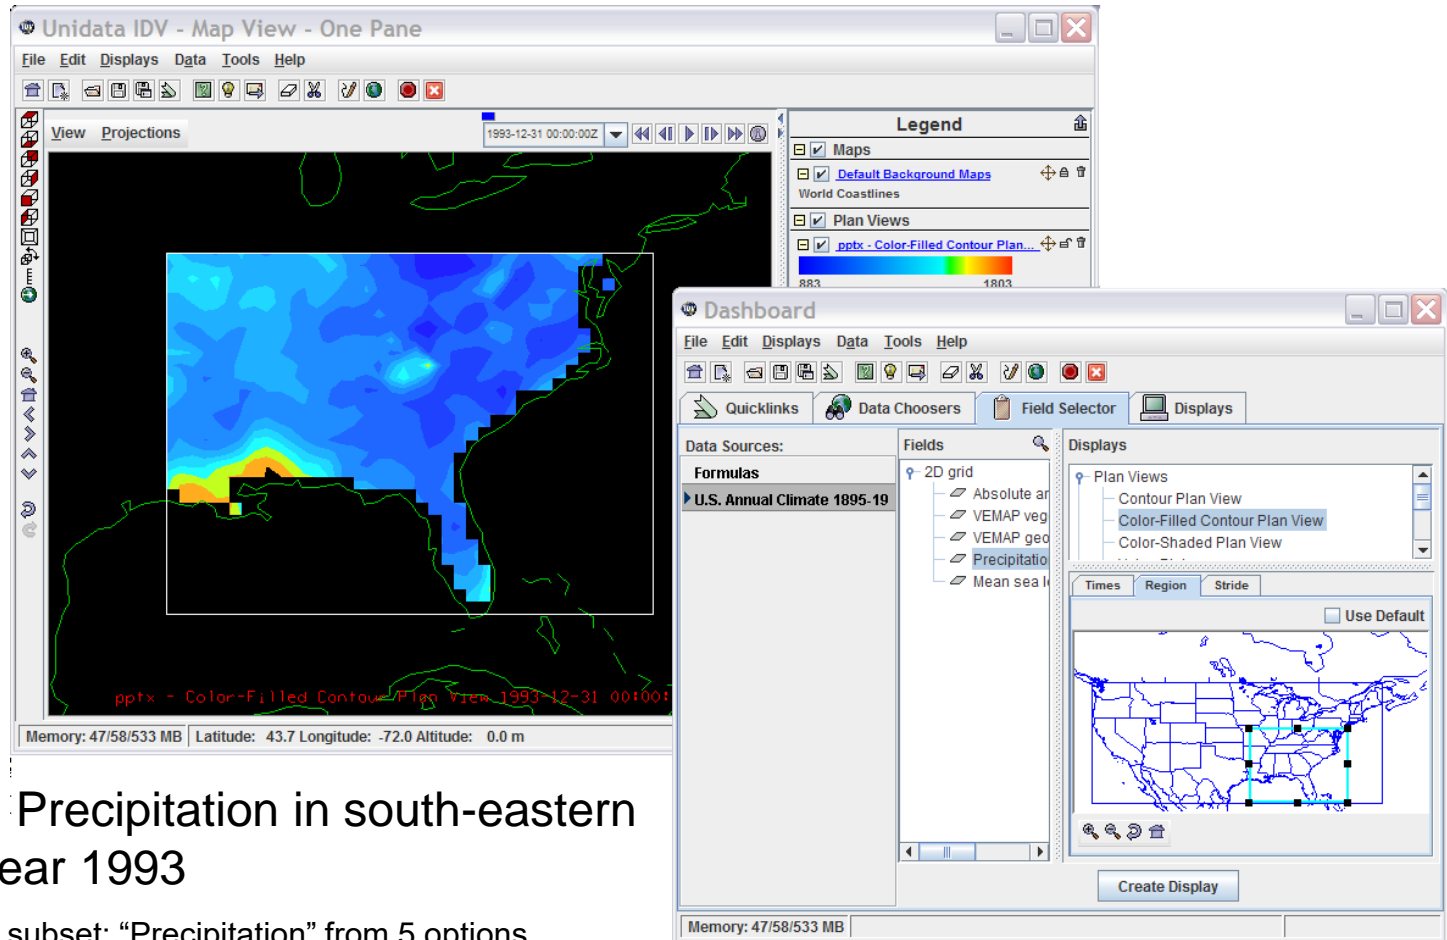 Unidata IDV - Map View - One Pane
File Edit Displays Data Tools Help
View Projections
1993-12-31 00:00:00Z
Legend
Maps
Default Background Maps
World Coastlines
Plan Views
pptx - Color-Filled Contour Plan...
883 1803
pptx - Color-Filled Contour Plan View 1993-12-31 00:00:
Memory: 47/58/533 MB Latitude: 43.7 Longitude: -72.0 Altitude: 0.0 m
Dashboard
File Edit Displays Data Tools Help
Quicklinks Data Choosers Field Selector Displays
Data Sources:
Formulas
U.S. Annual Climate 1895-19
Fields
2D grid
Absolute an
VEMAP veg
VEMAP geo
Precipitatio
Mean sea le
Displays
Plan Views
Contour Plan View
Color-Filled Contour Plan View
Color-Shaded Plan View
Times Region Stride
Use Default
Create Display
Memory: 47/58/533 MB
Precipitation in south-eastern
ear 1993
subset: “Precipitation” from 5 options